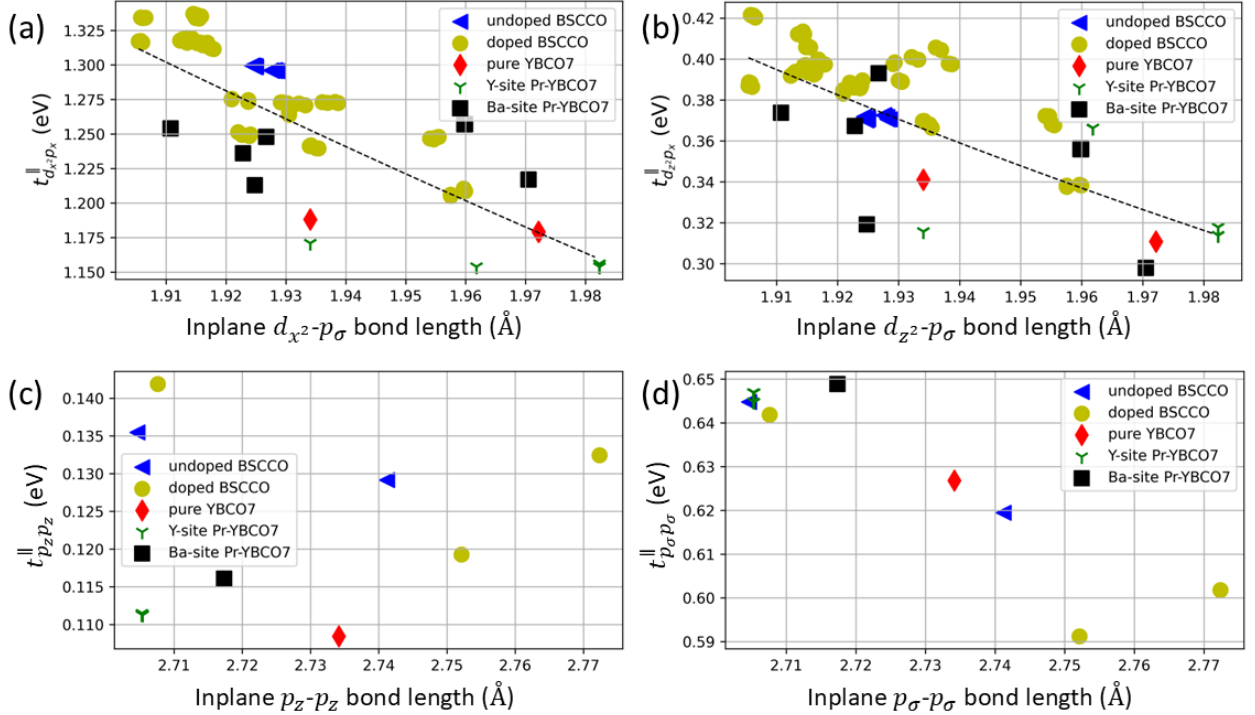 (a)
1.325
1.300
1.275
1.250
1.225
1.200
1.175
1.150
t∥dx²px (eV)
undoped BSCCO
doped BSCCO
pure YBCO7
Y-site Pr-YBCO7
Ba-site Pr-YBCO7
1.91 1.92 1.93 1.94 1.95 1.96 1.97 1.98
Inplane dx²-pσ bond length (Å)
(b)
0.42
0.40
0.38
0.36
0.34
0.32
0.30
t∥dz²px (eV)
undoped BSCCO
doped BSCCO
pure YBCO7
Y-site Pr-YBCO7
Ba-site Pr-YBCO7
1.91 1.92 1.93 1.94 1.95 1.96 1.97 1.98
Inplane dz²-pσ bond length (Å)
(c)
0.140
0.135
0.130
0.125
0.120
0.115
0.110
t∥pzpz (eV)
undoped BSCCO
doped BSCCO
pure YBCO7
Y-site Pr-YBCO7
Ba-site Pr-YBCO7
2.71 2.72 2.73 2.74 2.75 2.76 2.77
Inplane pz-pz bond length (Å)
(d)
0.65
0.64
0.63
0.62
0.61
0.60
0.59
t∥pσpσ (eV)
undoped BSCCO
doped BSCCO
pure YBCO7
Y-site Pr-YBCO7
Ba-site Pr-YBCO7
2.71 2.72 2.73 2.74 2.75 2.76 2.77
Inplane pσ-pσ bond length (Å)